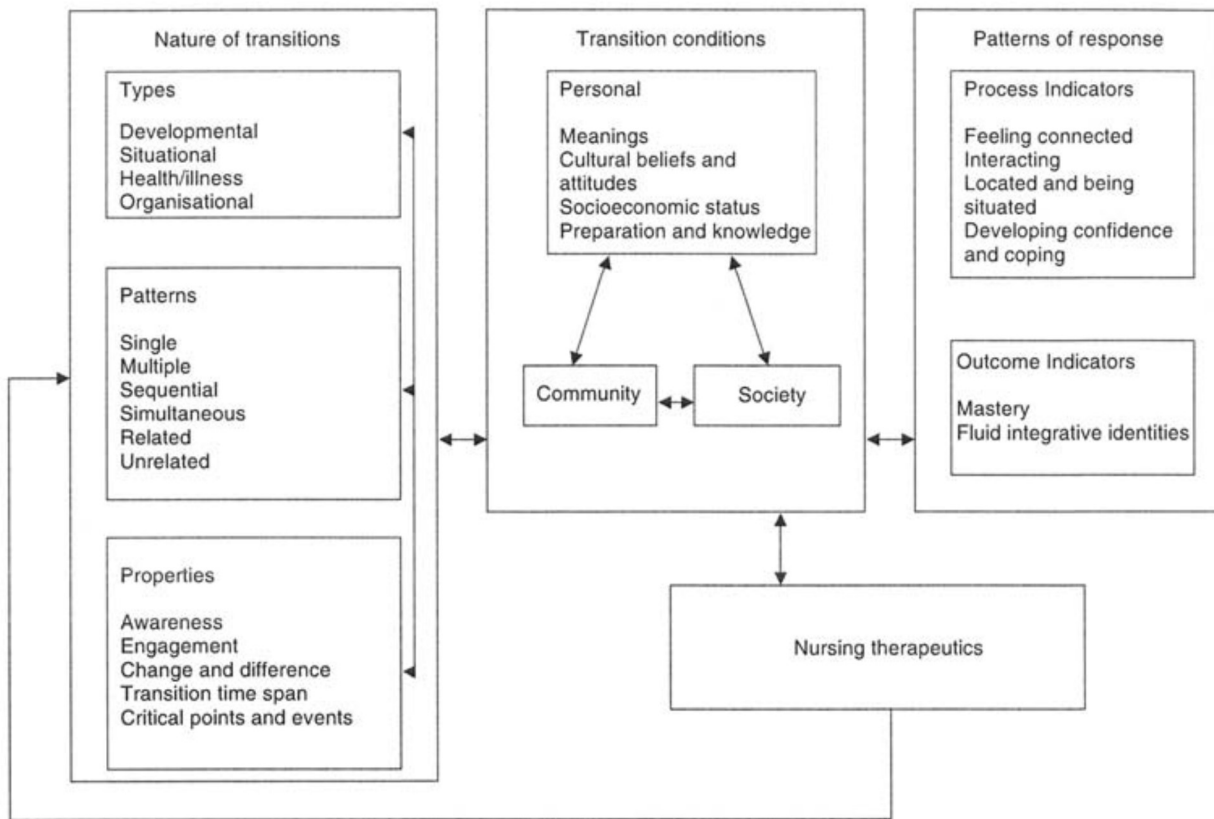 Nature of transitions
Types
Developmental
Situational
Health/illness
Organisational
Patterns
Single
Multiple
Sequential
Simultaneous
Related
Unrelated
Properties
Awareness
Engagement
Change and difference
Transition time span
Critical points and events
Transition conditions
Personal
Meanings
Cultural beliefs and
attitudes
Socioeconomic status
Preparation and knowledge
Community
Society
Patterns of response
Process Indicators
Feeling connected
Interacting
Located and being
situated
Developing confidence
and coping
Outcome Indicators
Mastery
Fluid integrative identities
Nursing therapeutics